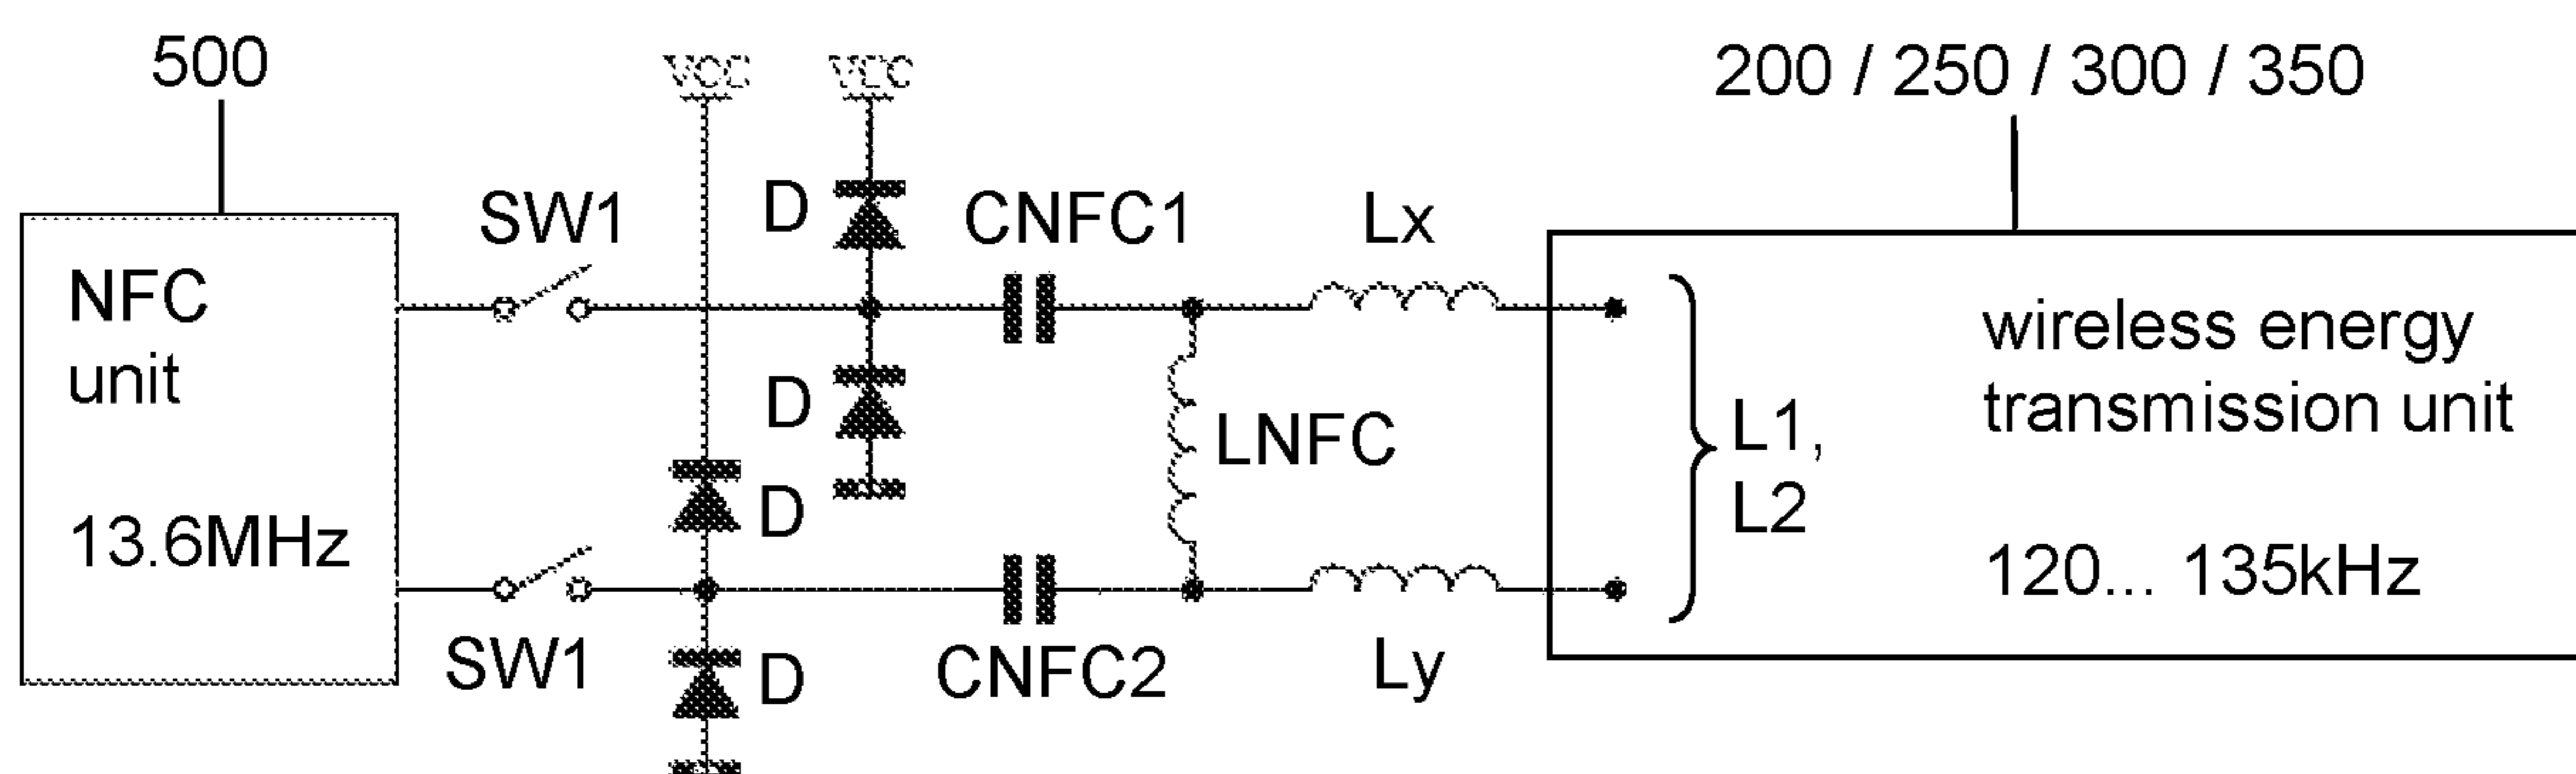 500
200 / 250 / 300 / 350
VCC
VCC
SW1
D
CNFC1
Lx
NFC
unit
wireless energy
transmission unit
D
LNFC
L1,
L2
D
13.6MHz
120... 135kHz
SW1
D
CNFC2
Ly